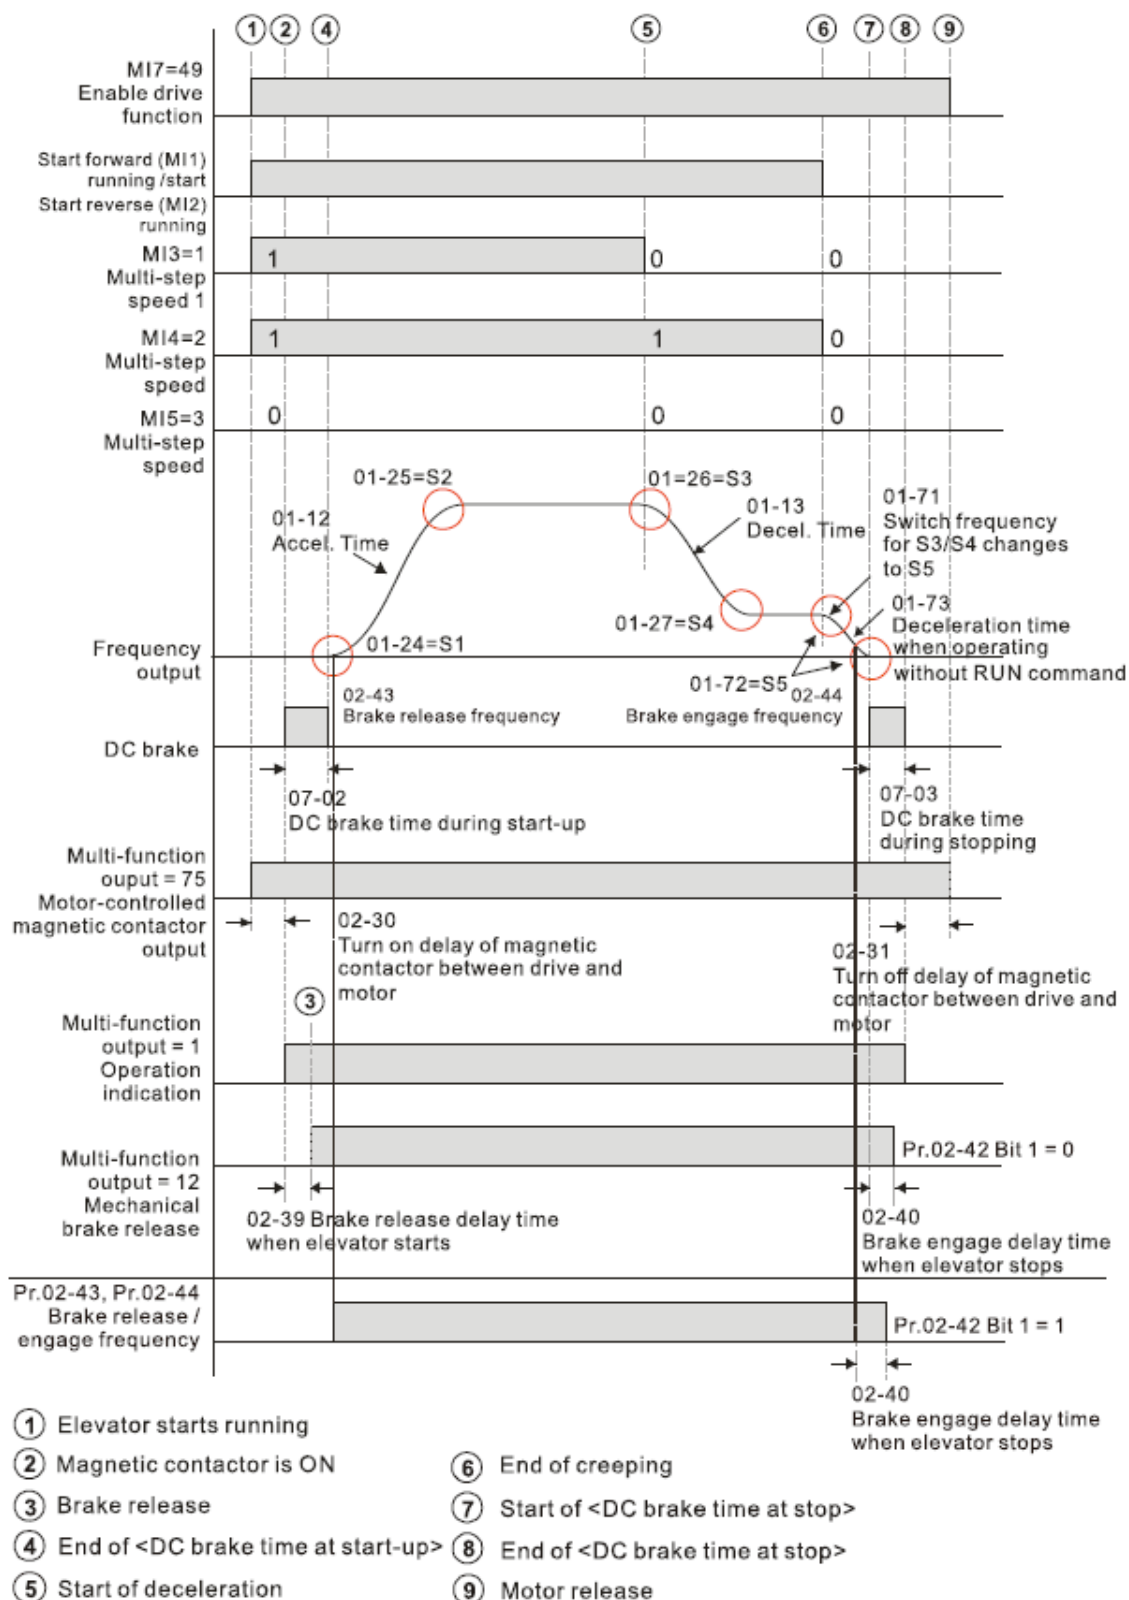 1 2 4 5 6 7 8 9
MI7=49
Enable drive
function
Start forward (MI1)
running /start
Start reverse (MI2)
running
MI3=1
Multi-step
speed 1
1 0 0
MI4=2
Multi-step
speed
1 1 0
MI5=3
Multi-step
speed
0 0 0
01-25=S2
01=26=S3
01-12
Accel. Time
01-13
Decel. Time
01-71
Switch frequency
for S3/S4 changes
to S5
01-24=S1
01-27=S4
01-73
Deceleration time
when operating
without RUN command
01-72=S5
Frequency
output
02-43
Brake release frequency
02-44
Brake engage frequency
DC brake
07-02
DC brake time during start-up
07-03
DC brake time
during stopping
Multi-function
ouput = 75
Motor-controlled
magnetic contactor
output
02-30
Turn on delay of magnetic
contactor between drive and
motor
02-31
Turn off delay of magnetic
contactor between drive and
motor
3
Multi-function
output = 1
Operation
indication
Multi-function
output = 12
Mechanical
brake release
Pr.02-42 Bit 1 = 0
02-39 Brake release delay time
when elevator starts
02-40
Brake engage delay time
when elevator stops
Pr.02-43, Pr.02-44
Brake release /
engage frequency
Pr.02-42 Bit 1 = 1
02-40
Brake engage delay time
when elevator stops
1 Elevator starts running
2 Magnetic contactor is ON
3 Brake release
4 End of <DC brake time at start-up>
5 Start of deceleration
6 End of creeping
7 Start of <DC brake time at stop>
8 End of <DC brake time at stop>
9 Motor release